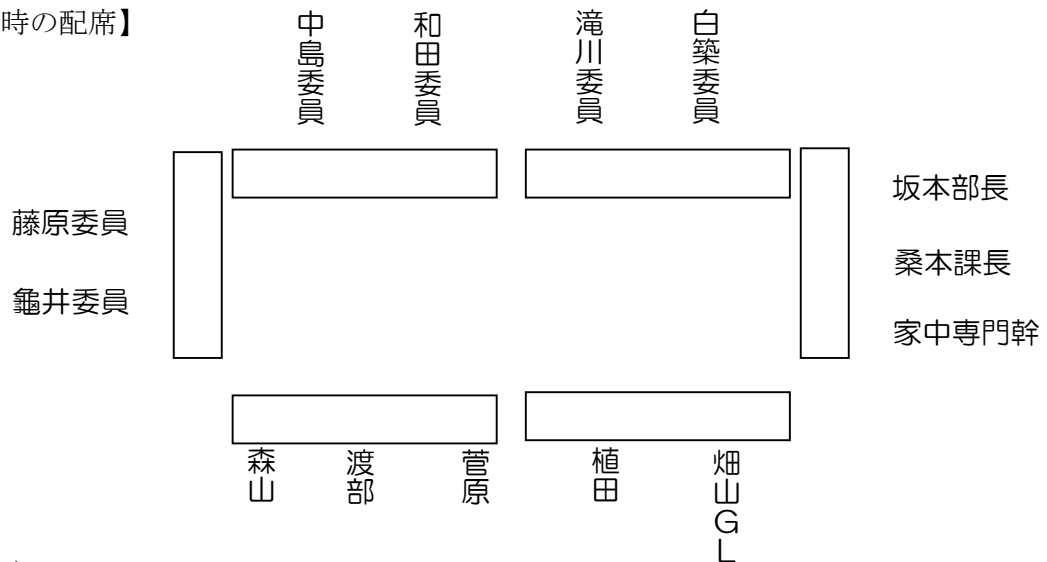 時の配席】
中島委員
和田委員
滝川委員
白築委員
藤原委員
龜井委員
坂本部長
桑本課長
家中専門幹
森山
渡部
菅原
植田
畑山GL